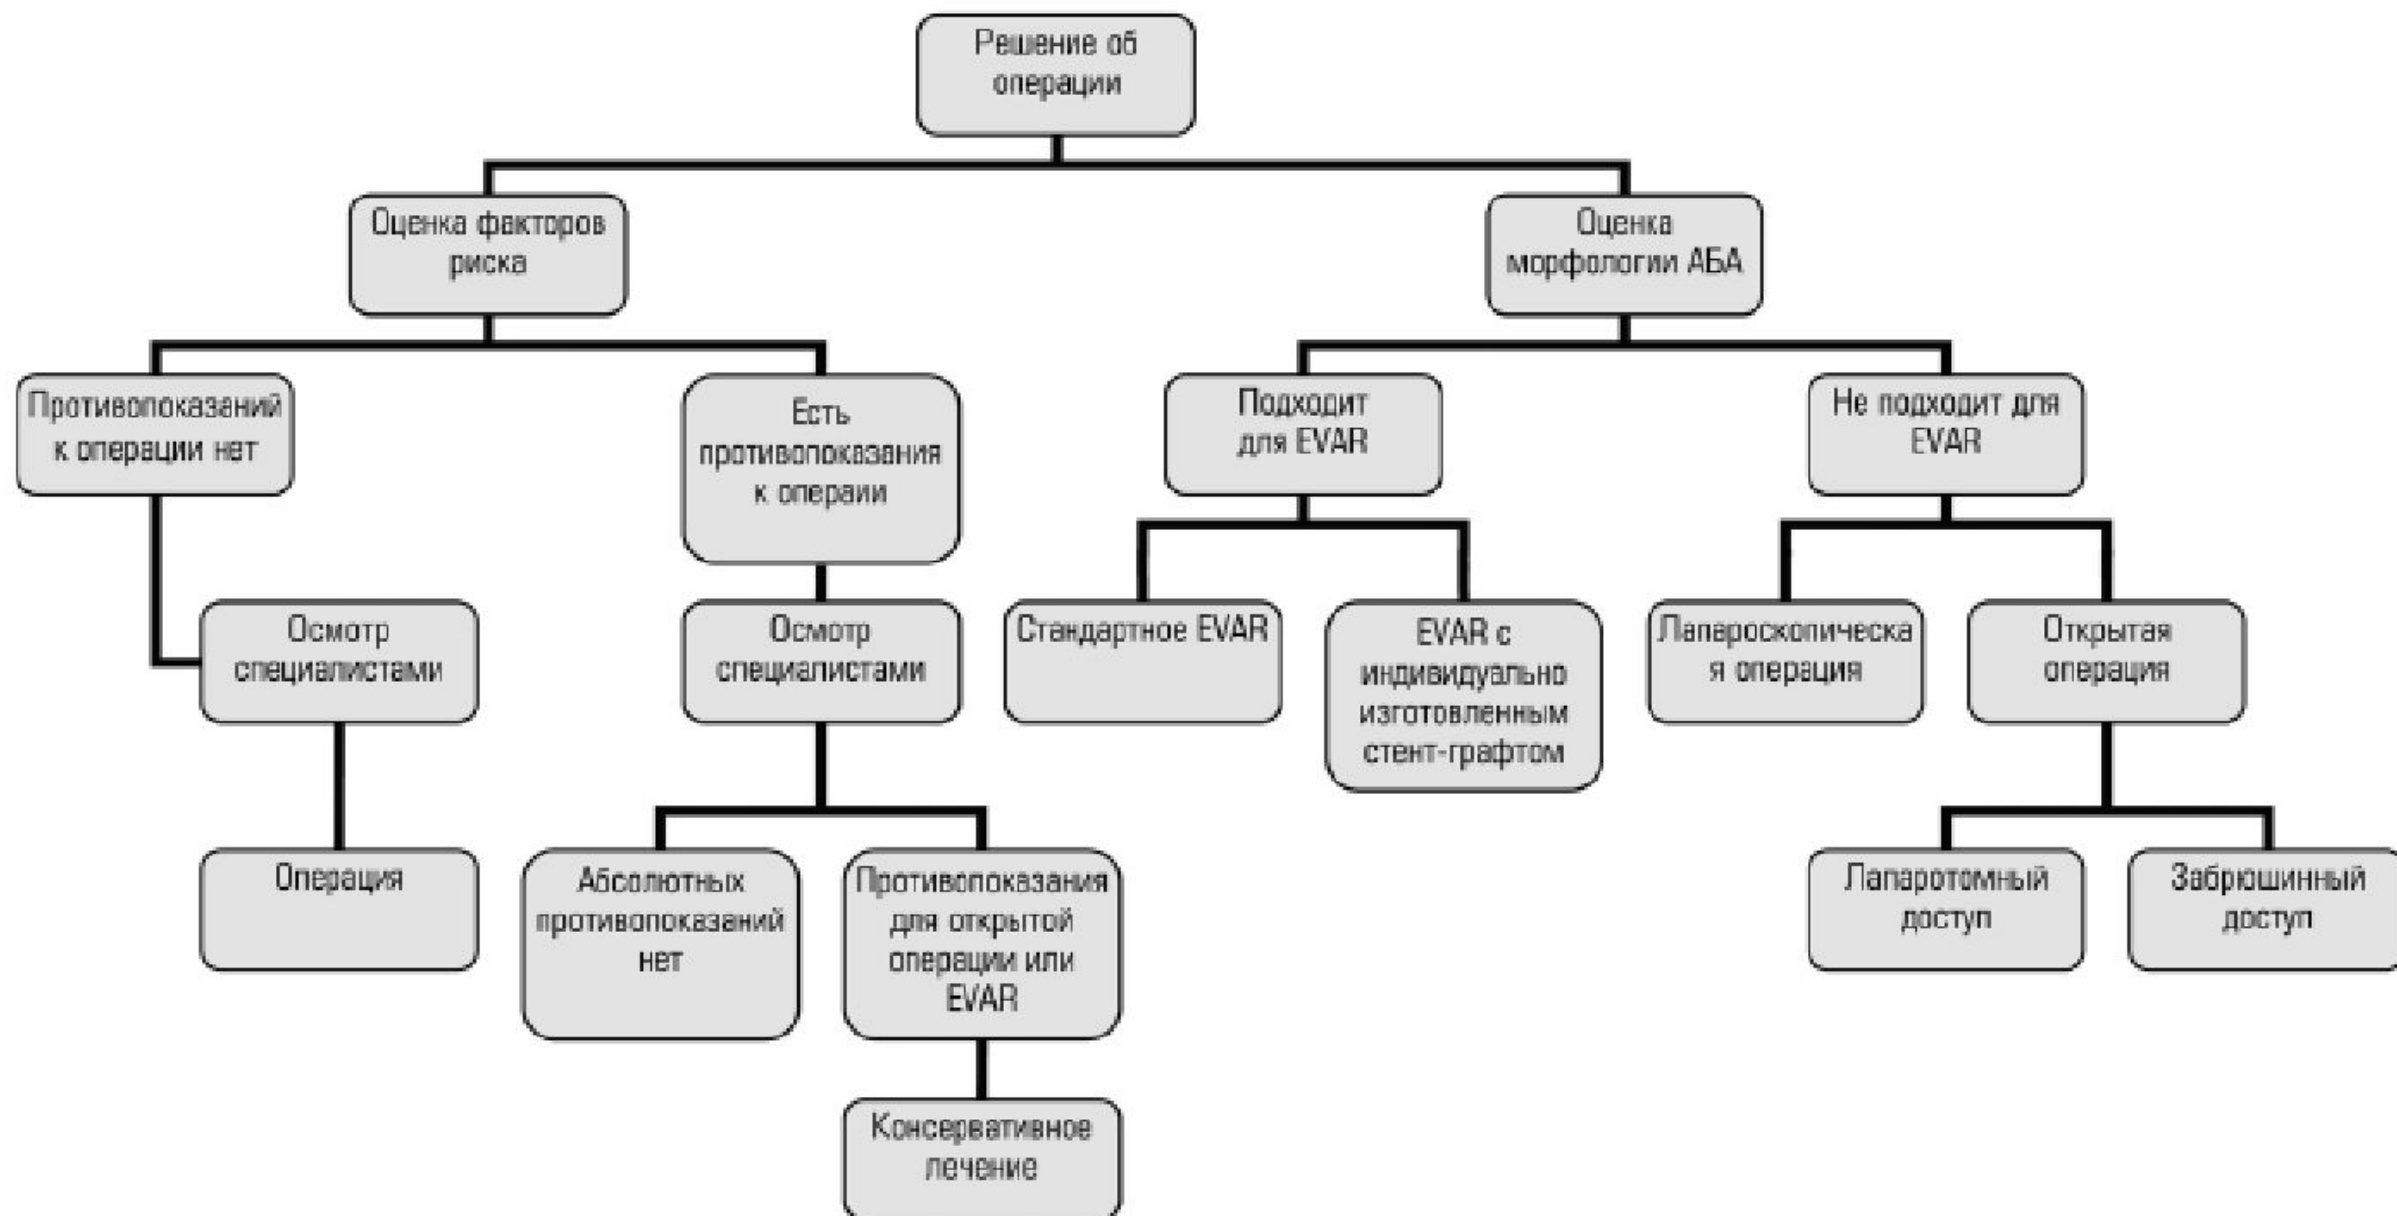 Решение об
операции
Оценка факторов
риска
Оценка
морфологии АБА
Противопоказаний
к операции нет
Есть
противопоказания
к операии
Подходит
для EVAR
Не подходит для
EVAR
Осмотр
специалистами
Осмотр
специалистами
Стандартное EVAR
EVAR с
индивидуально
изготовленным
стент-графтом
Лапароскопическа
я операция
Открытая
операция
Операция
Абсолютных
противопоказаний
нет
Противопоказания
для открытой
операции или
EVAR
Лапаротомный
доступ
Забрюшинный
доступ
Консервативное
лечение